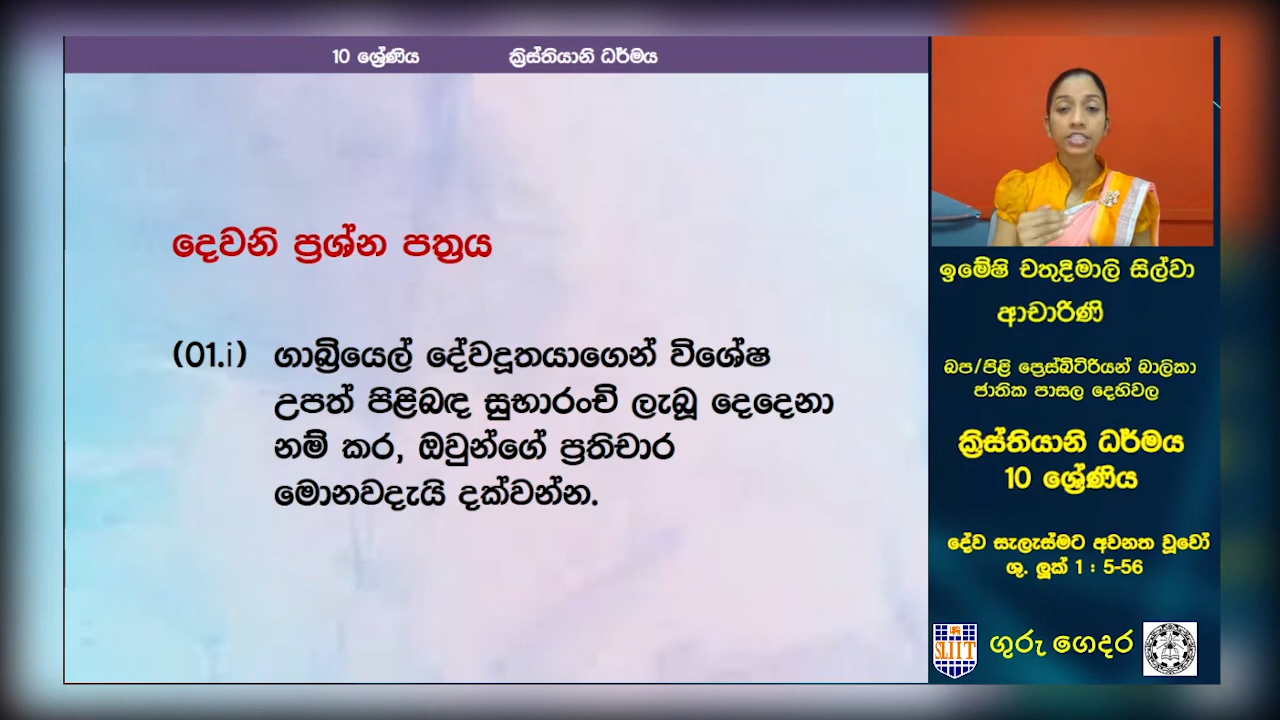 10 ශ්‍රේණිය ක්‍රිස්තියානි ධර්මය
දෙවනි ප්‍රශ්න පත්‍රය
(01.i) ගාබ්‍රියෙල් දේවදූතයාගෙන් විශේෂ
උපත් පිළිබඳ සුභාරංචි ලැබූ දෙදෙනා
නම් කර, ඔවුන්ගේ ප්‍රතිචාර
මොනවදැයි දක්වන්න.
ඉමේෂි චතුදිමාලි සිල්වා
ආචාරිණි
ඛප/පිළි ප්‍රෙස්බිටිරියන් බාලිකා
ජාතික පාසල දෙහිවල
ක්‍රිස්තියානි ධර්මය
10 ශ්‍රේණිය
දේව සැලැස්මට අවනත වූවෝ
ශු. ලූක් 1 : 5-56
SLIIT
ගුරු ගෙදර